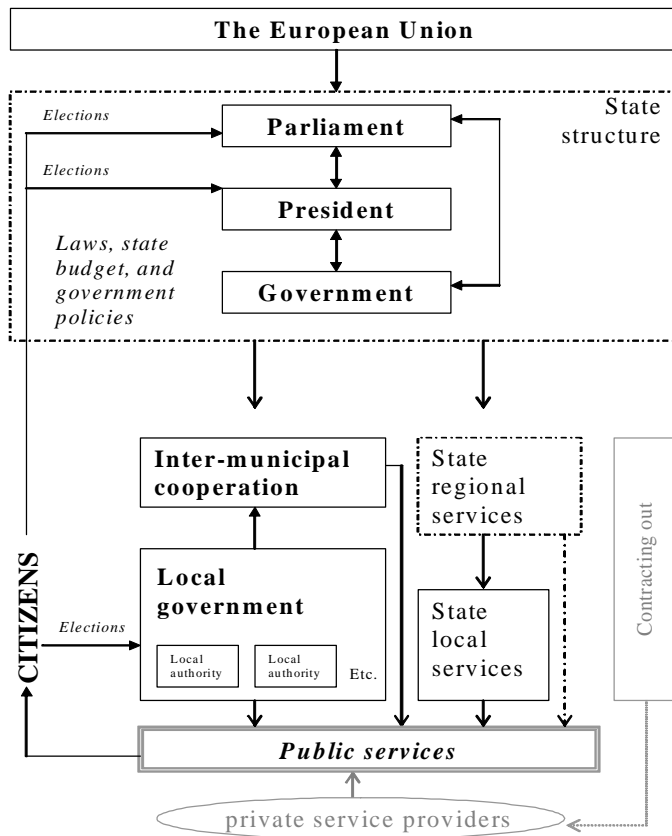 The European Union
State
structure
Elections
Parliament
Elections
President
Laws, state
budget, and
government
policies
Government
Inter-municipal
cooperation
State
regional
services
Contracting out
Local
government
Local
authority
Local
authority
Etc.
State
local
services
CITIZENS
Elections
Public services
private service providers